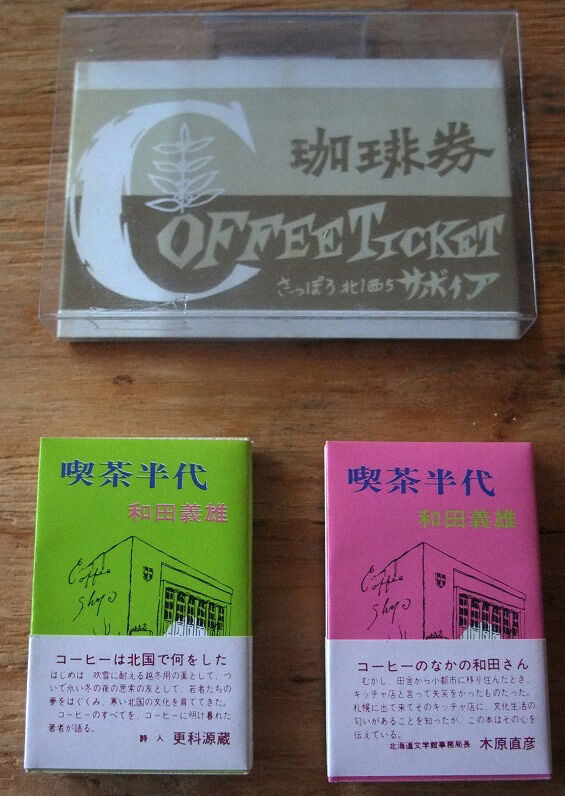 珈琲券
COFFEE TICKET
さっぽろ北1西5 サボイア
喫茶半代
和田義雄
Coffee
Shop
コーヒーは北国で何をした
はじめは、吹雪に耐える越冬用の薬として、つ
いで永い冬の夜の思索の友として、若者たちの
夢をはぐくみ、寒い北国の文化を育ててきた。
コーヒーのすべてを、コーヒーに明け暮れた
著者が語る。
詩人 更科源蔵
喫茶半代
和田義雄
Coffee
Shop
コーヒーのなかの和田さん
むかし、田舎から小都市に移り住んだとき、
キッチャ店と言って失笑をかったものだった。
札幌に出て来てそのキッチャ店に、文化生活の
匂いがあることを知ったが、この本はその心を
伝えている。
北海道文学館事務局長 木原直彦